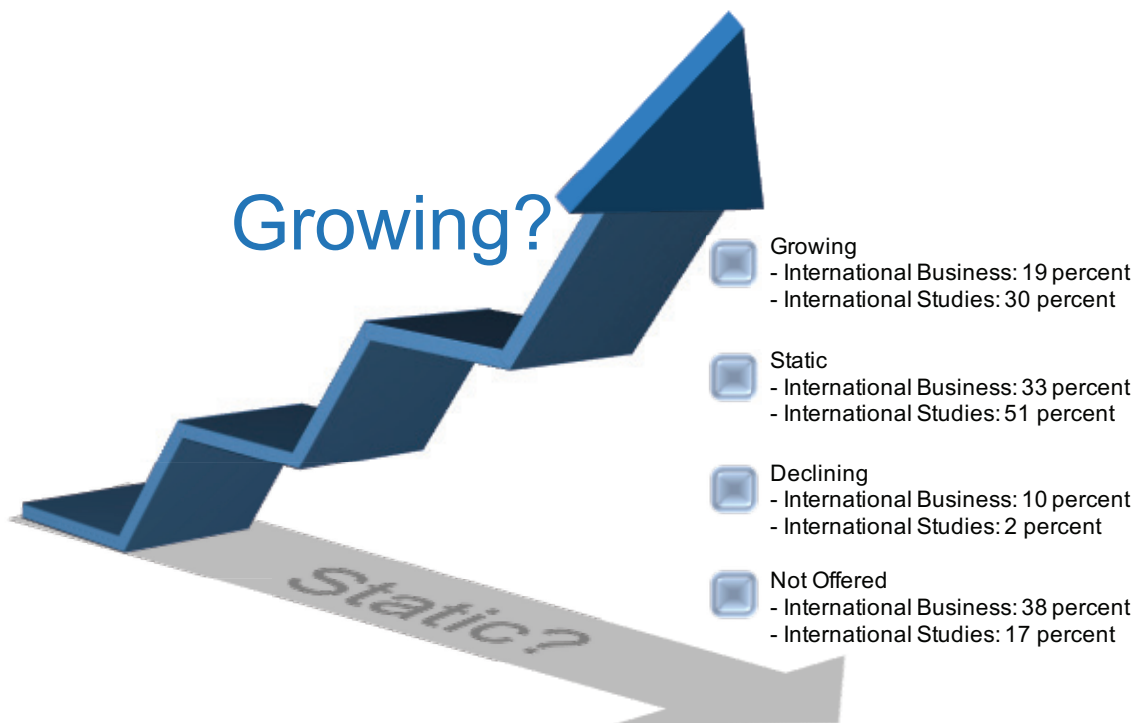 Growing?
Growing
- International Business: 19 percent
- International Studies: 30 percent
Static
- International Business: 33 percent
- International Studies: 51 percent
Declining
- International Business: 10 percent
- International Studies: 2 percent
Not Offered
- International Business: 38 percent
- International Studies: 17 percent
Static?